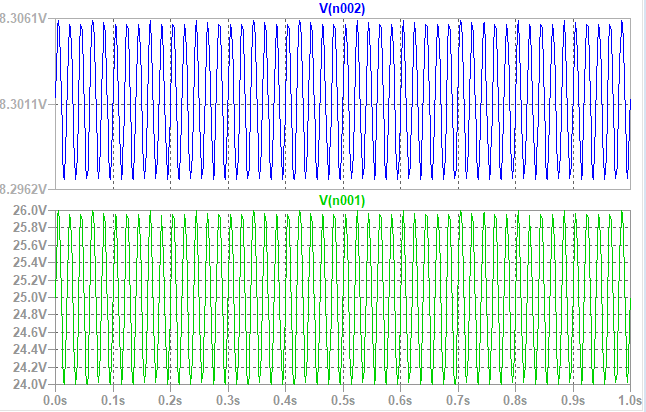 V(n002)
8.3061V
8.3011V
8.2962V
V(n001)
26.0V
25.8V
25.6V
25.4V
25.2V
25.0V
24.8V
24.6V
24.4V
24.2V
24.0V
0.0s 0.1s 0.2s 0.3s 0.4s 0.5s 0.6s 0.7s 0.8s 0.9s 1.0s